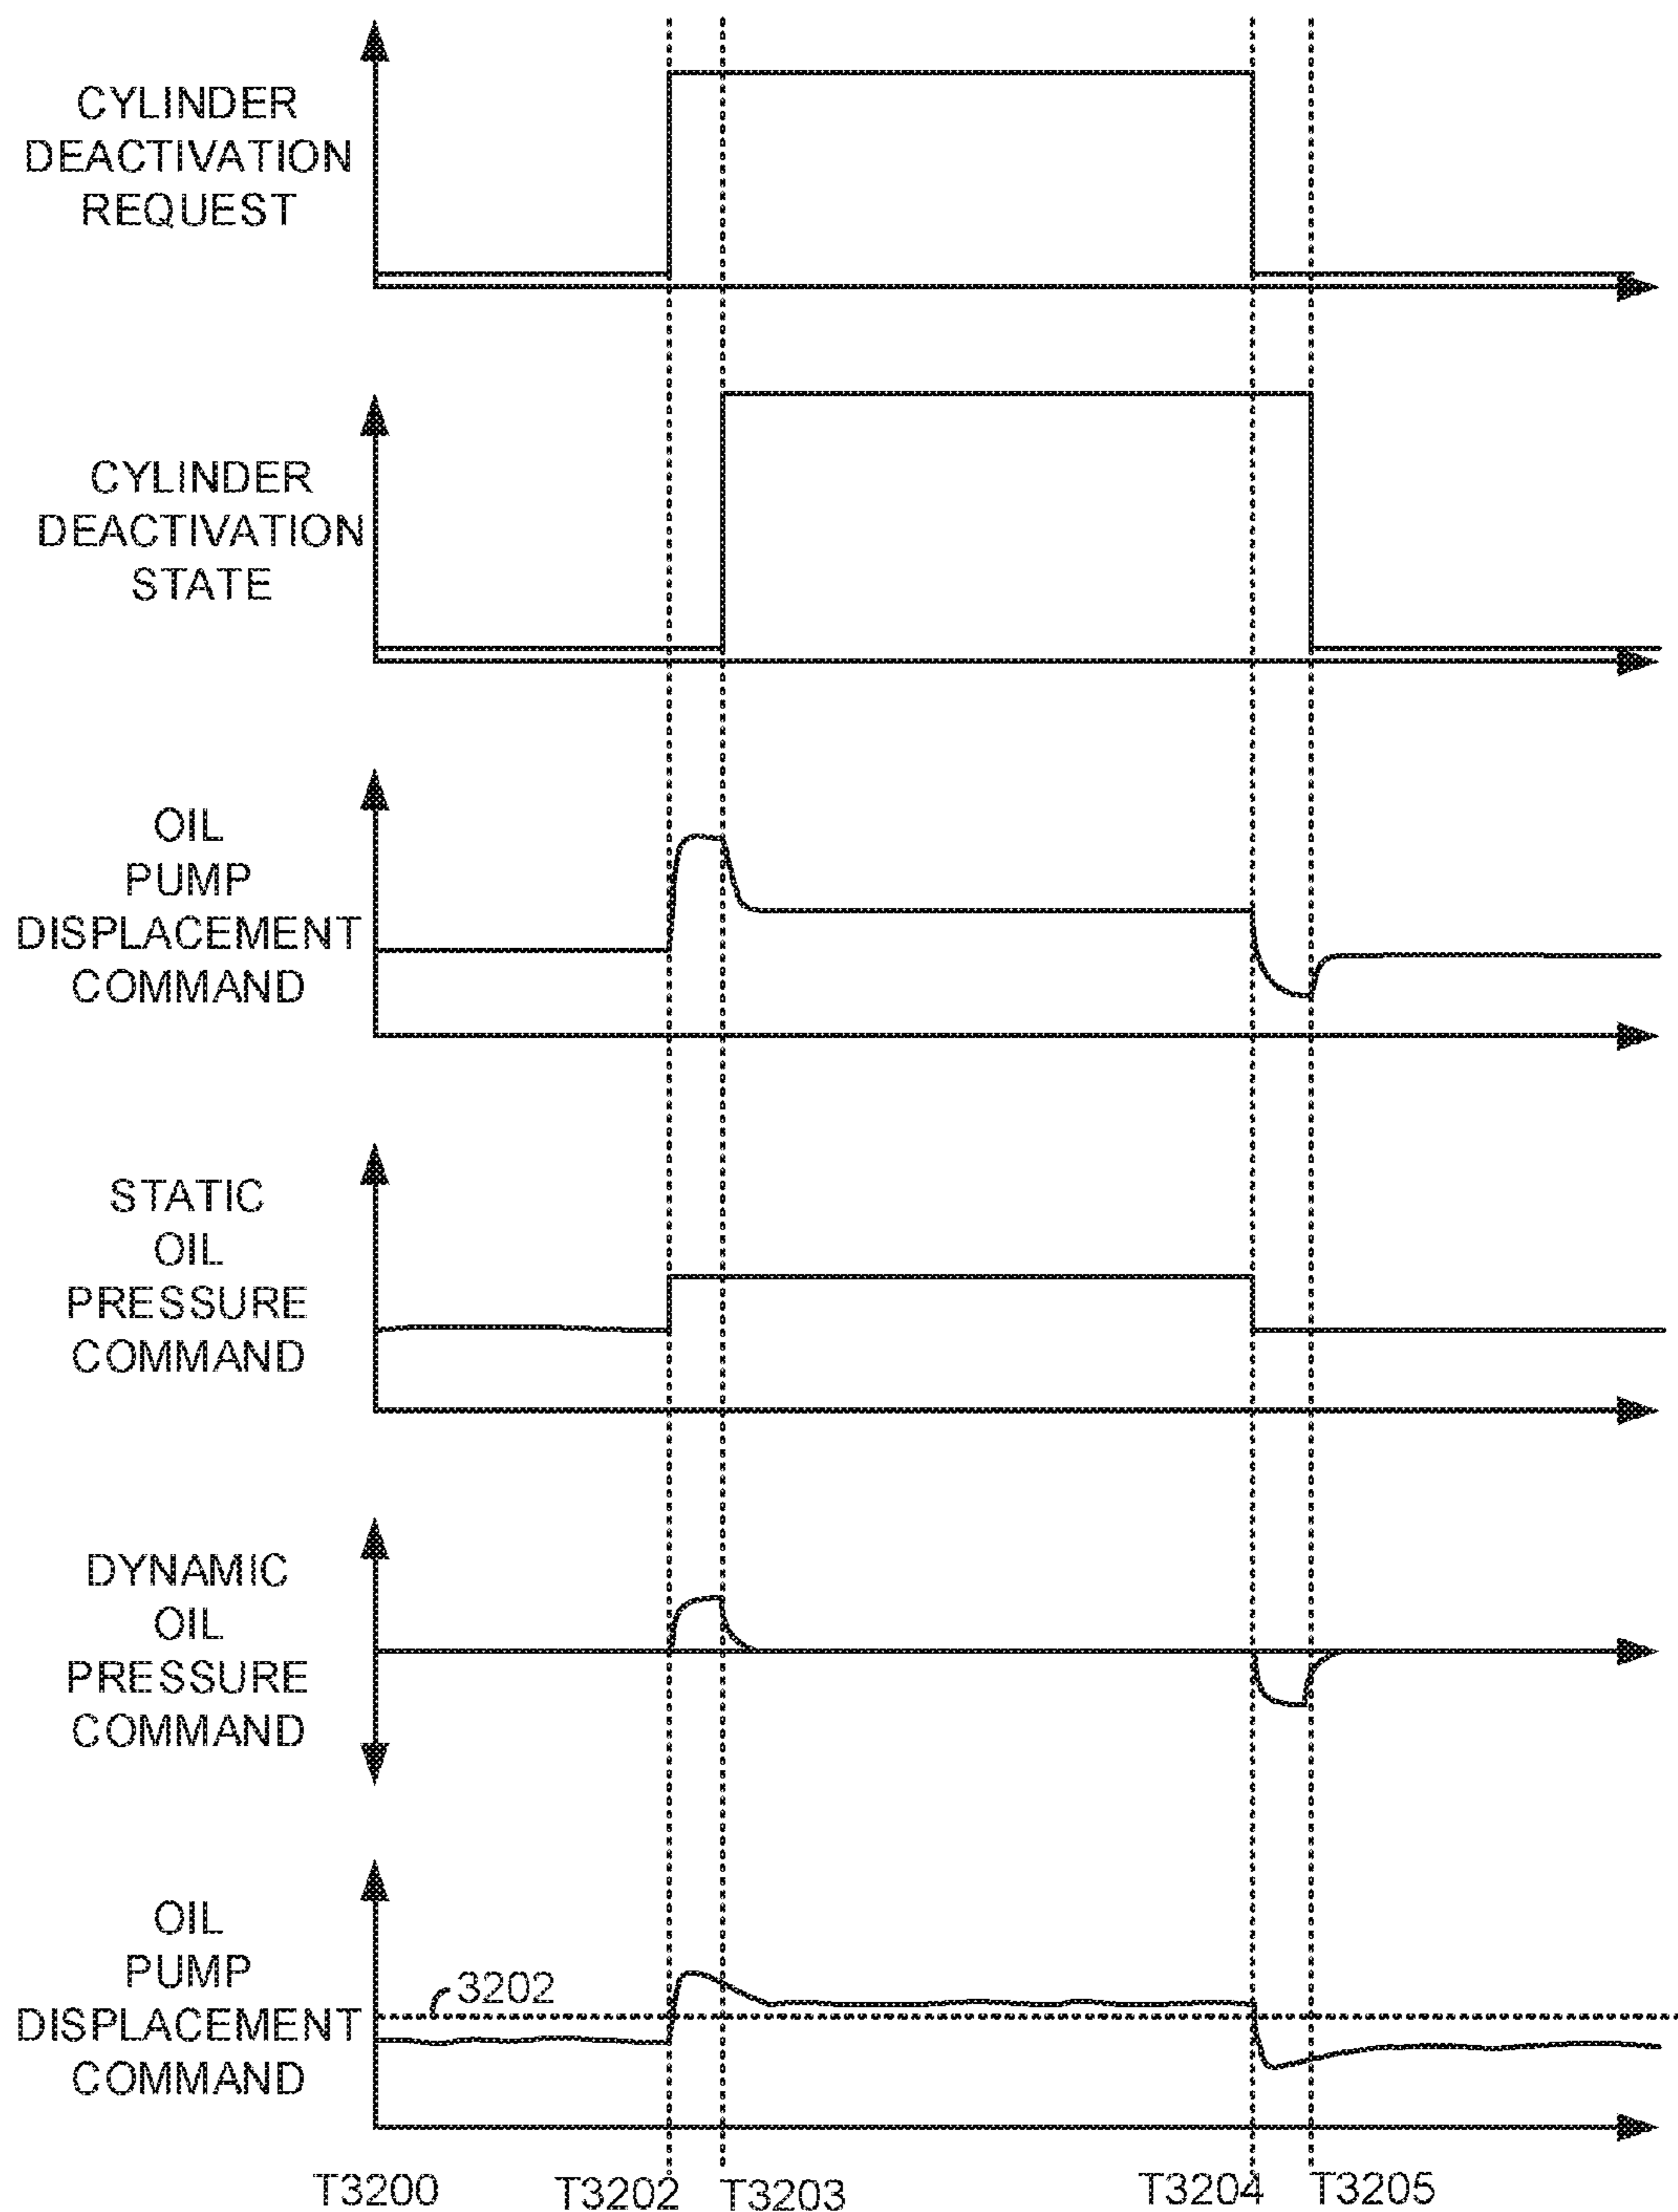 CYLINDER
DEACTIVATION
REQUEST
CYLINDER
DEACTIVATION
STATE
OIL
PUMP
DISPLACEMENT
COMMAND
STATIC
OIL
PRESSURE
COMMAND
DYNAMIC
OIL
PRESSURE
COMMAND
OIL
PUMP
DISPLACEMENT
COMMAND
3202
T3200 T3202 T3203 T3204 T3205